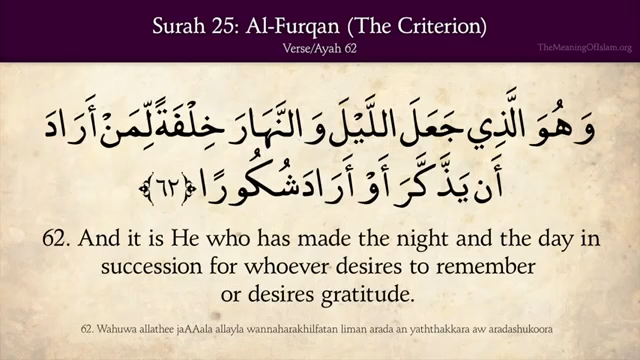 Surah 25: Al-Furqan (The Criterion)
Verse/Ayah 62
TheMeaningOfIslam.org
وَهُوَ الَّذِي جَعَلَ اللَّيْلَ وَالنَّهَارَ خِلْفَةً لِّمَنْ أَرَادَ
أَن يَذَّكَّرَ أَوْ أَرَادَ شُكُورًا ﴿٦٢﴾
62. And it is He who has made the night and the day in
succession for whoever desires to remember
or desires gratitude.
62. Wahuwa allathee jaAAala allayla wannaharakhilfatan liman arada an yaththakkara aw aradashukoora